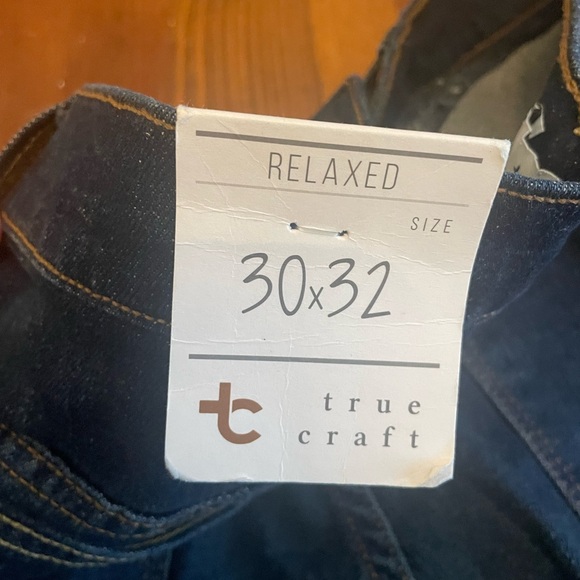 RELAXED
SIZE
30x32
tc
true
craft